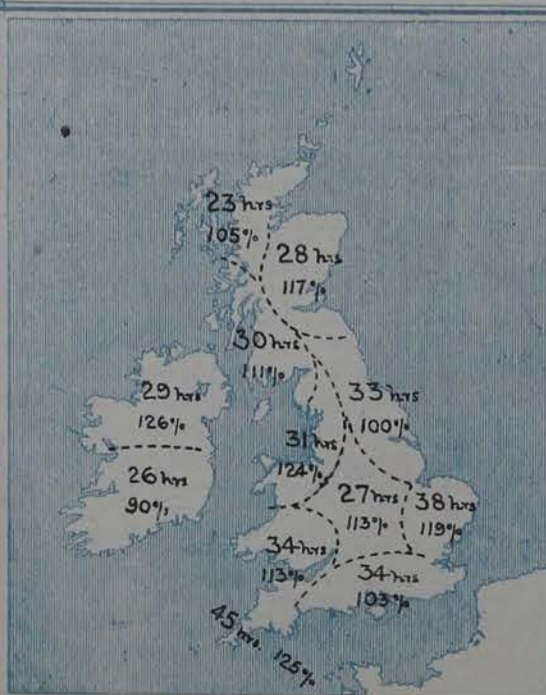 23 hrs
105%
28 hrs
117%
30 hrs
111%
29 hrs
126%
33 hrs
100%
31 hrs
124%
26 hrs
90%
27 hrs
113%
38 hrs
119%
34 hrs
113%
34 hrs
103%
45 hrs. 125%